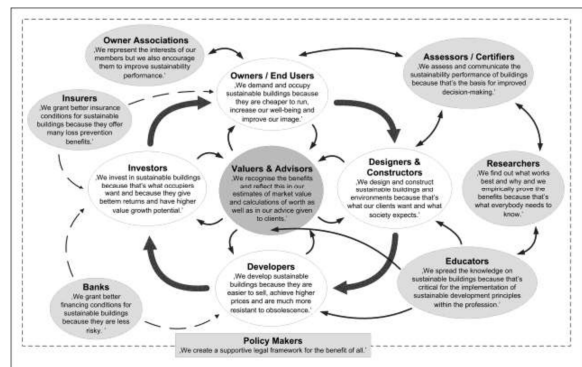 Owner Associations
‚We represent the interests of our
members but we also encourage
them to improve sustainability
performance.'
Owners / End Users
‚We demand and occupy
sustainable buildings because
they are cheaper to run,
increase our well-being and
improve our image.'
Assessors / Certifiers
‚We assess and communicate the
sustainability performance of buildings
because that's the basis for improved
decision-making.'
Insurers
‚We grant better insurance
conditions for sustainable
buildings because they offer
many loss prevention
benefits.'
Investors
‚We invest in sustainable buildings
because that's what occupiers
want and because they give
bettern returns and have higher
value growth potential.'
Valuers & Advisors
‚We recognise the benefits
and reflect this in our
estimates of market value
and calculations of worth as
well as in our advice given
to clients.'
Designers &
Constructors
‚We design and construct
sustainable buildings and
environments because that's
what our clients want and what
society expects.'
Researchers
‚We find out what works
best and why and we
empirically prove the
benefits because that's
what everybody needs to
know.'
Banks
‚We grant better
financing conditions for
sustainable buildings
because they are less
risky.'
Developers
‚We develop sustainable
buildings because they are
easier to sell, achieve higher
prices and are much more
resistant to obsolescence.'
Educators
‚We spread the knowledge on
sustainable buildings because that's
critical for the implementation of
sustainable development principles
within the profession.'
Policy Makers
‚We create a supportive legal framework for the benefit of all.'